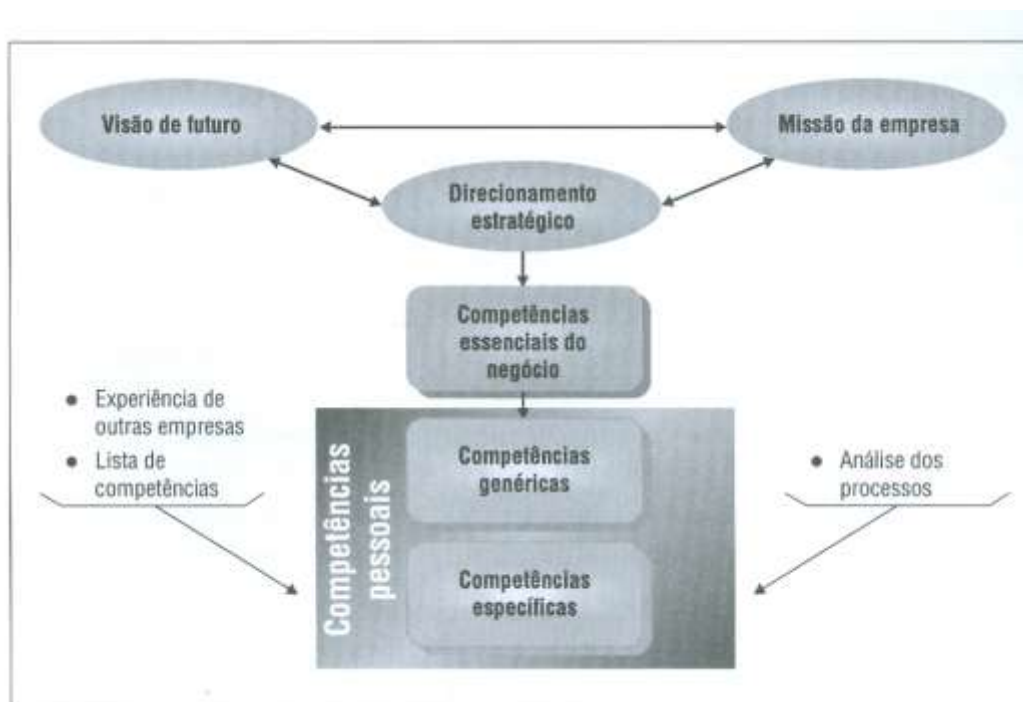 Visão de futuro
Missão da empresa
Direcionamento
estratégico
Competências
essenciais do
negócio
● Experiência de
outras empresas
● Lista de
competências
Competências
pessoais
Competências
genéricas
Competências
específicas
● Análise dos
processos